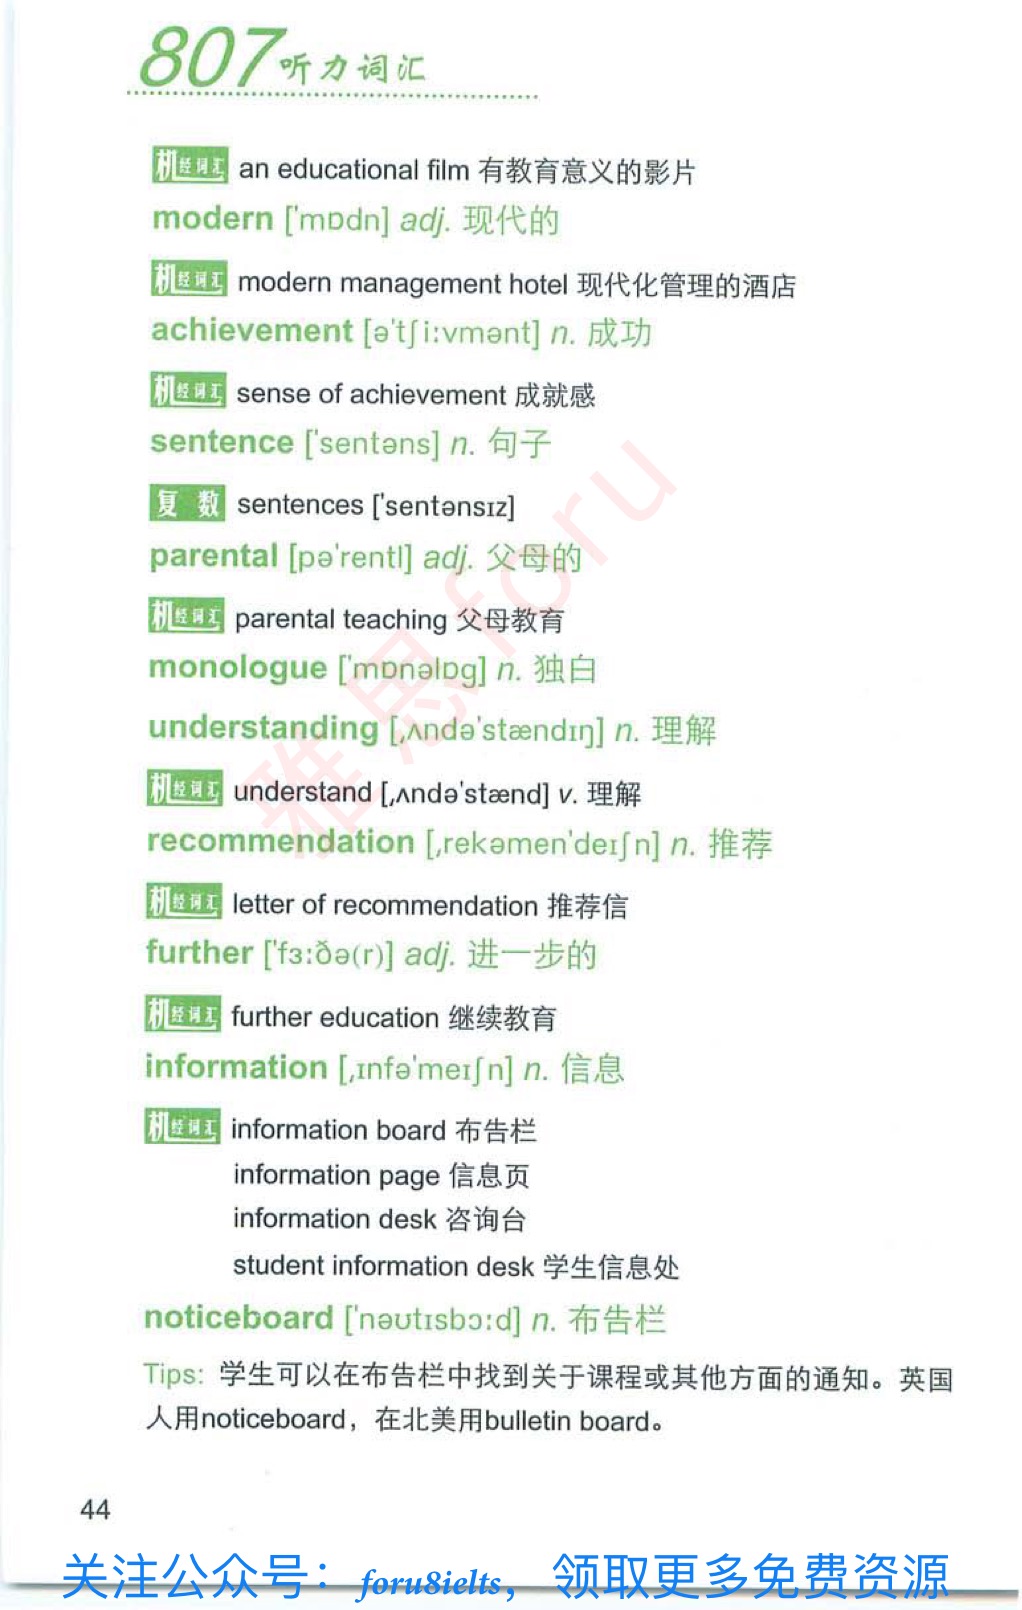 807听力词汇
机经词汇 an educational film 有教育意义的影片
modern ['mɒdn] adj. 现代的
机经词汇 modern management hotel 现代化管理的酒店
achievement [ə'tʃiːvmənt] n. 成功
机经词汇 sense of achievement 成就感
sentence ['sentəns] n. 句子
复数 sentences ['sentənsɪz]
parental [pə'rentl] adj. 父母的
机经词汇 parental teaching 父母教育
monologue ['mɒnəlɒg] n. 独白
understanding [ˌʌndə'stændɪŋ] n. 理解
机经词汇 understand [ˌʌndə'stænd] v. 理解
recommendation [ˌrekəmen'deɪʃn] n. 推荐
机经词汇 letter of recommendation 推荐信
further ['fɜːðə(r)] adj. 进一步的
机经词汇 further education 继续教育
information [ˌɪnfə'meɪʃn] n. 信息
机经词汇 information board 布告栏
information page 信息页
information desk 咨询台
student information desk 学生信息处
noticeboard ['nəʊtɪsbɔːd] n. 布告栏
Tips: 学生可以在布告栏中找到关于课程或其他方面的通知。英国
人用noticeboard，在北美用bulletin board。
雅思foru
44
关注公众号：foru8ielts，领取更多免费资源